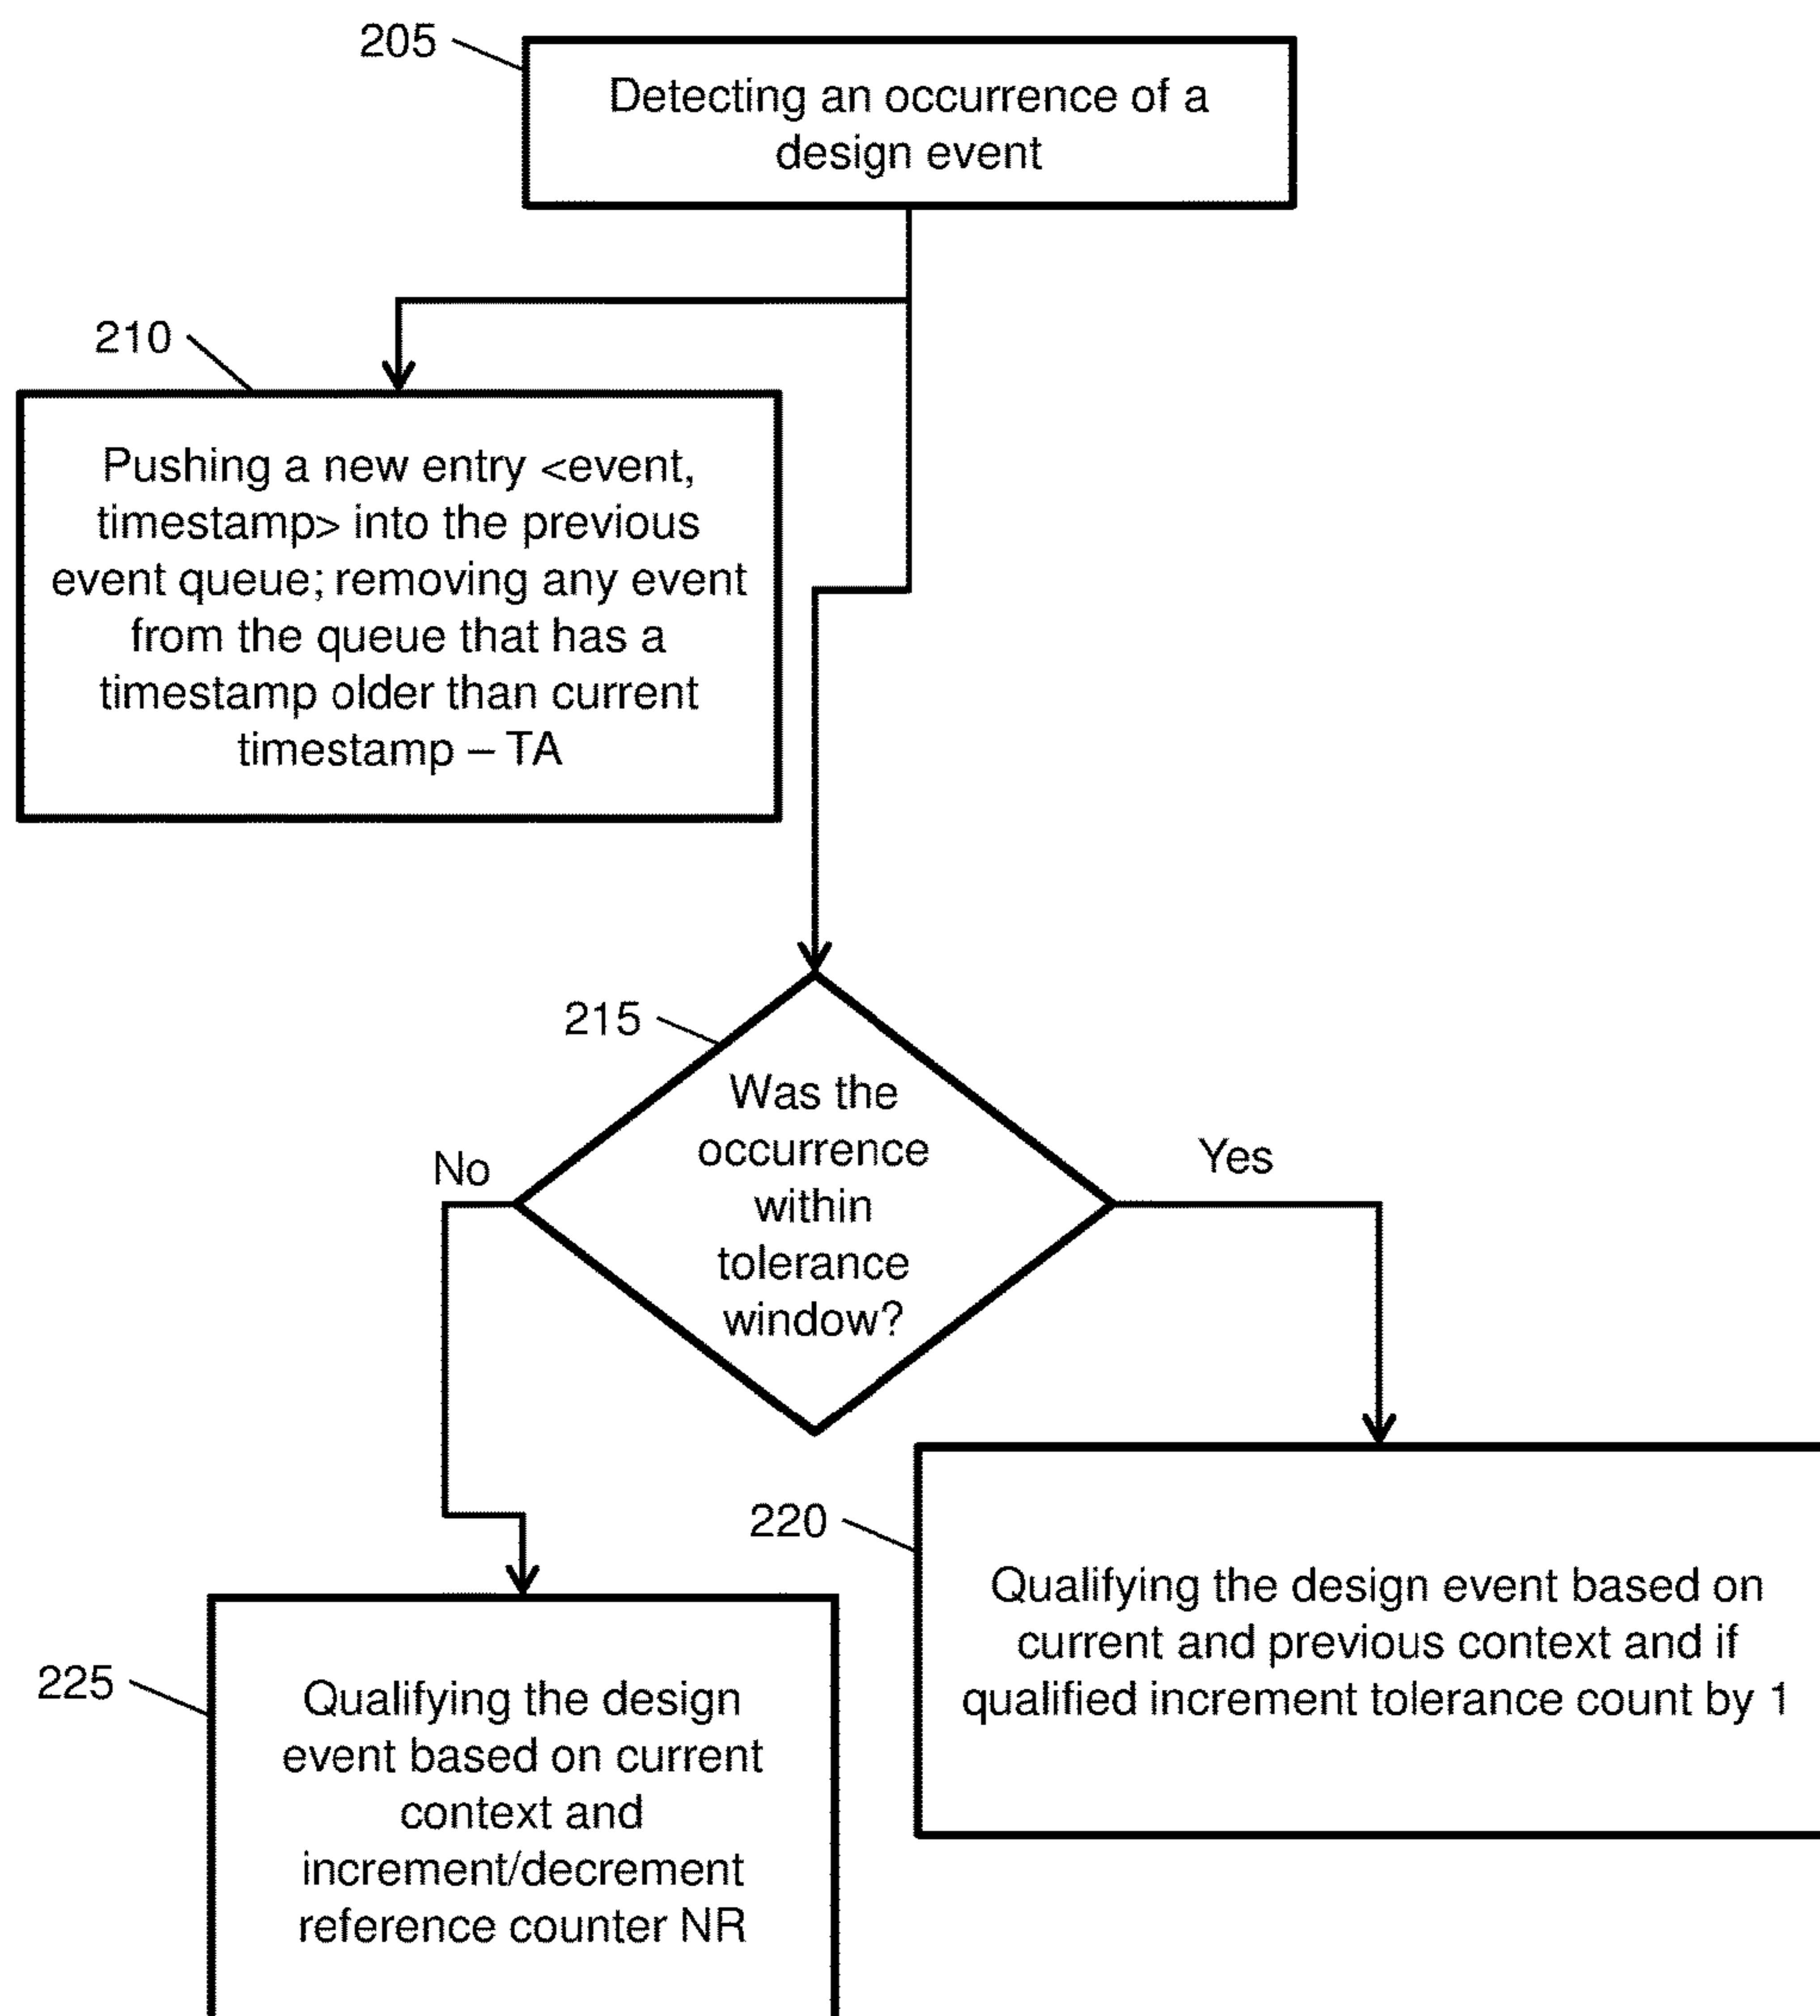 205
Detecting an occurrence of a
design event
210
Pushing a new entry <event,
timestamp> into the previous
event queue; removing any event
from the queue that has a
timestamp older than current
timestamp – TA
215
Was the
occurrence
within
tolerance
window?
No
Yes
220
Qualifying the design event based on
current and previous context and if
qualified increment tolerance count by 1
225
Qualifying the design
event based on current
context and
increment/decrement
reference counter NR